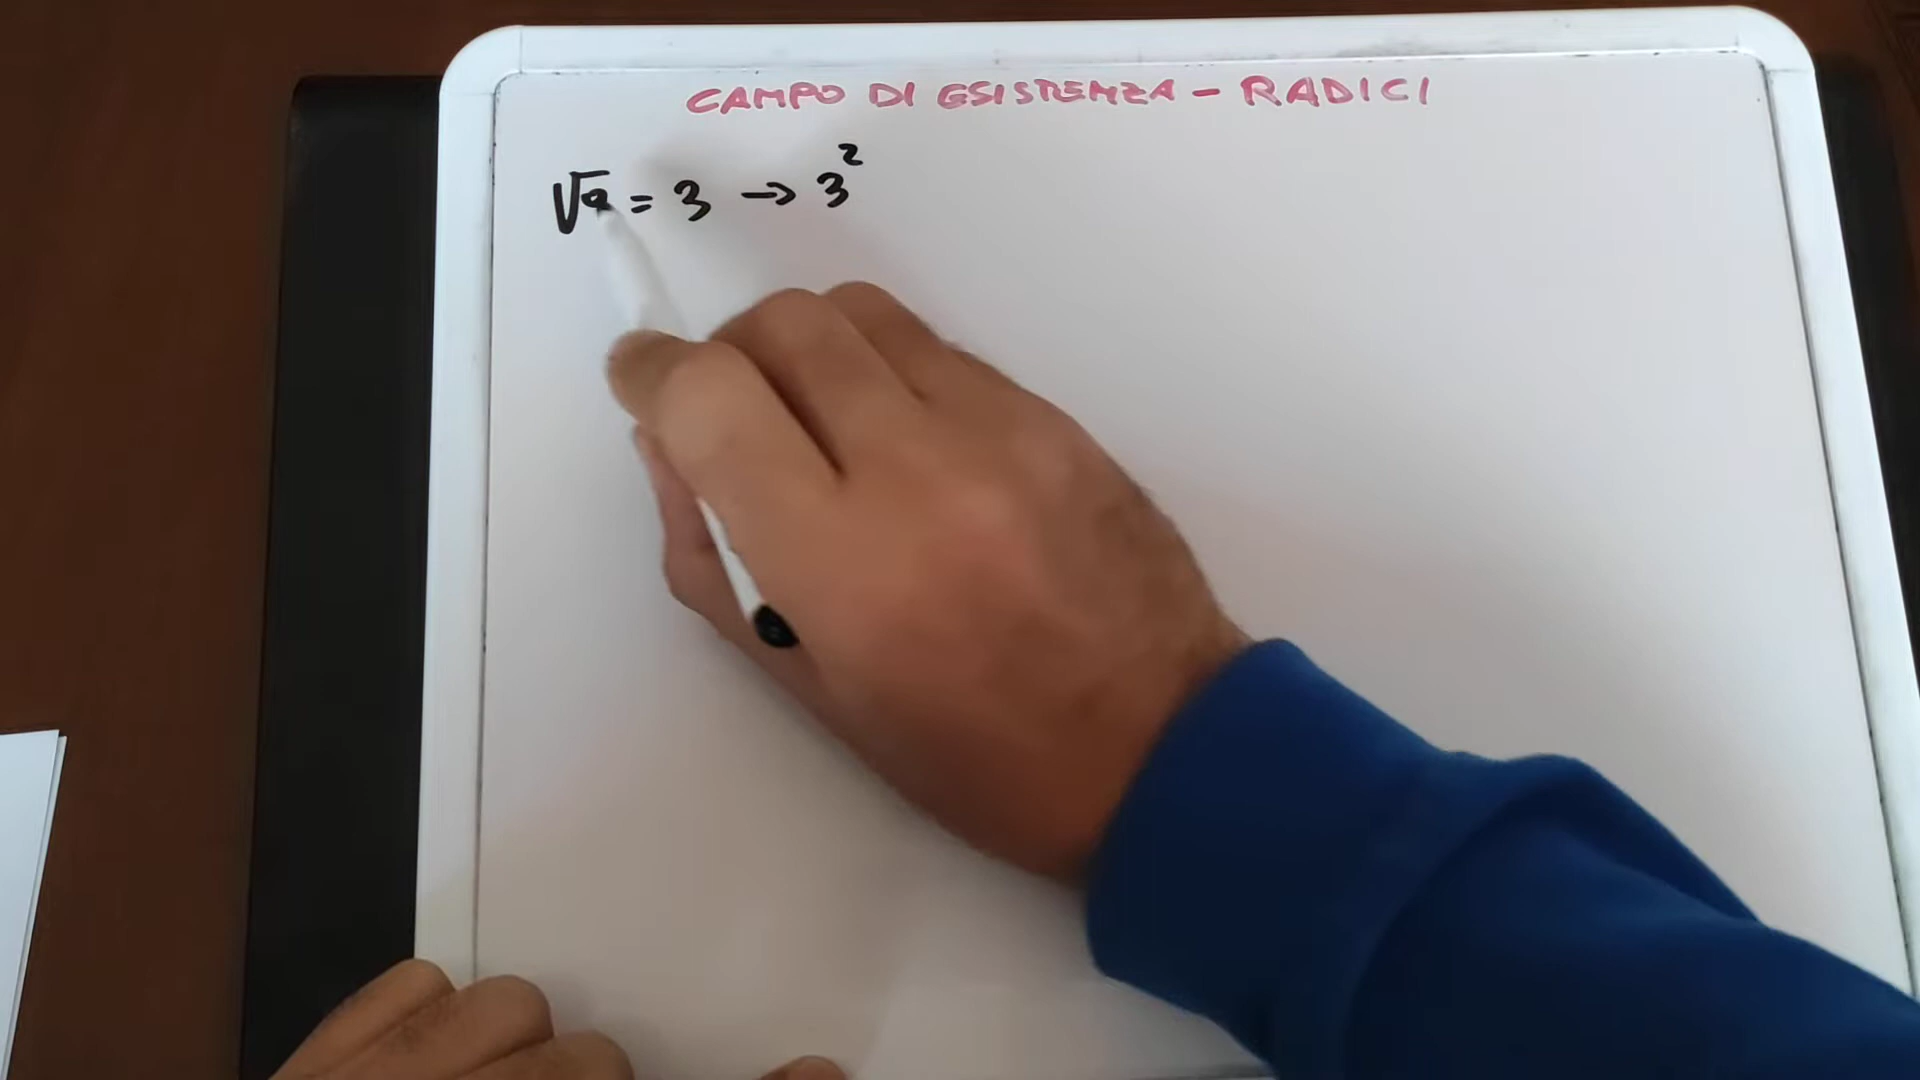 CAMPO DI ESISTENZA - RADICI
√9 = 3 → 3²